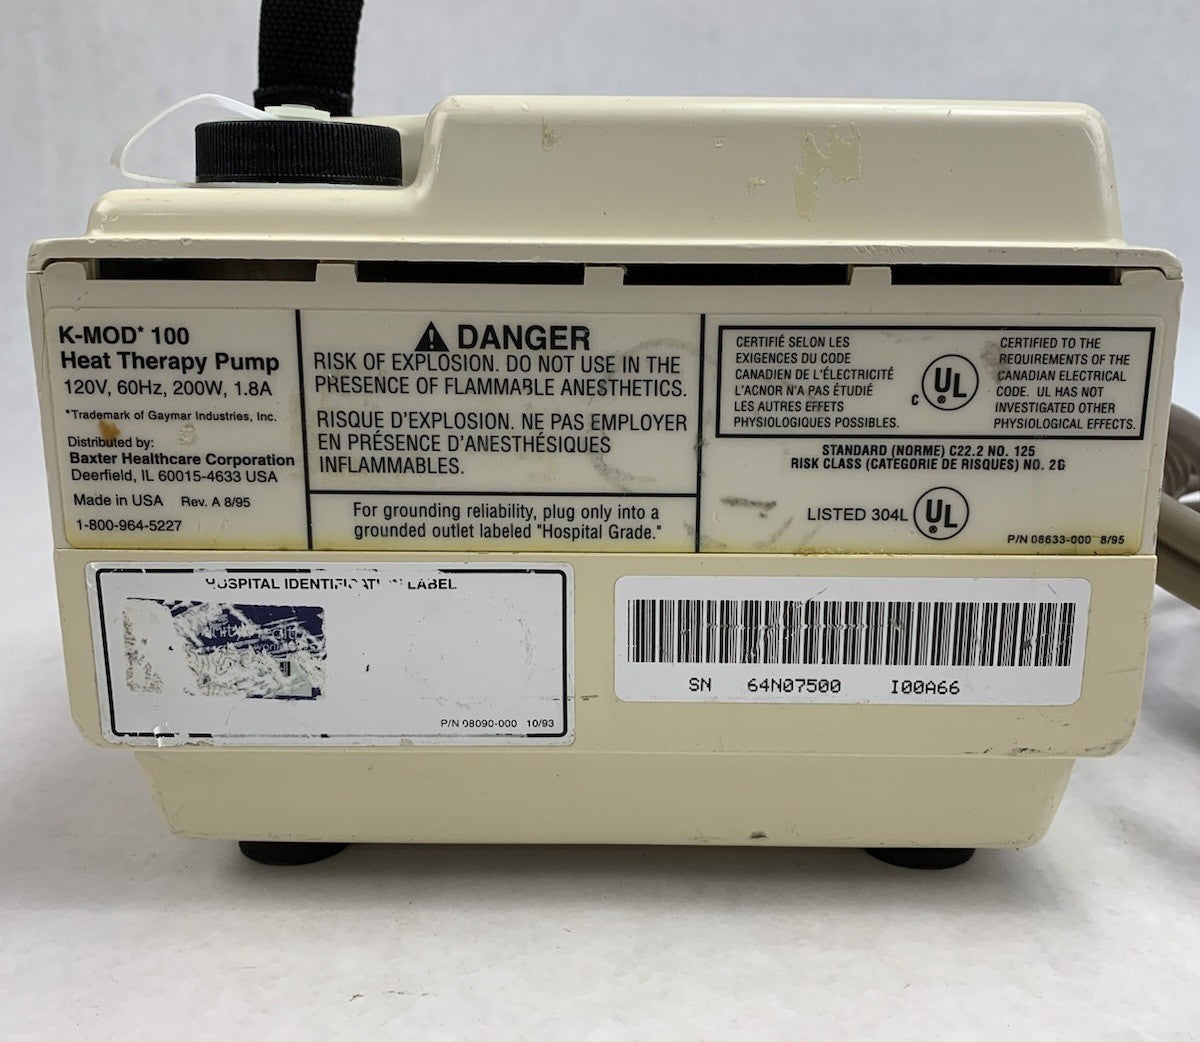 K-MOD* 100
Heat Therapy Pump
120V, 60Hz, 200W, 1.8A
*Trademark of Gaymar Industries, Inc.
Distributed by:
Baxter Healthcare Corporation
Deerfield, IL 60015-4633 USA
Made in USA Rev. A 8/95
1-800-964-5227
DANGER
RISK OF EXPLOSION. DO NOT USE IN THE
PRESENCE OF FLAMMABLE ANESTHETICS.
RISQUE D'EXPLOSION. NE PAS EMPLOYER
EN PRÉSENCE D'ANESTHÉSIQUES
INFLAMMABLES.
For grounding reliability, plug only into a
grounded outlet labeled "Hospital Grade."
CERTIFIÉ SELON LES
EXIGENCES DU CODE
CANADIEN DE L'ÉLECTRICITÉ
L'ACNOR N'A PAS ÉTUDIÉ
LES AUTRES EFFETS
PHYSIOLOGIQUES POSSIBLES.
C UL ®
CERTIFIED TO THE
REQUIREMENTS OF THE
CANADIAN ELECTRICAL
CODE. UL HAS NOT
INVESTIGATED OTHER
PHYSIOLOGICAL EFFECTS.
STANDARD (NORME) C22.2 NO. 125
RISK CLASS (CATEGORIE DE RISQUES) NO. 2G
LISTED 304L UL ®
P/N 08633-000 8/95
HOSPITAL IDENTIFICATION LABEL
P/N 08090-000 10/93
SN 64N07500 I00A66